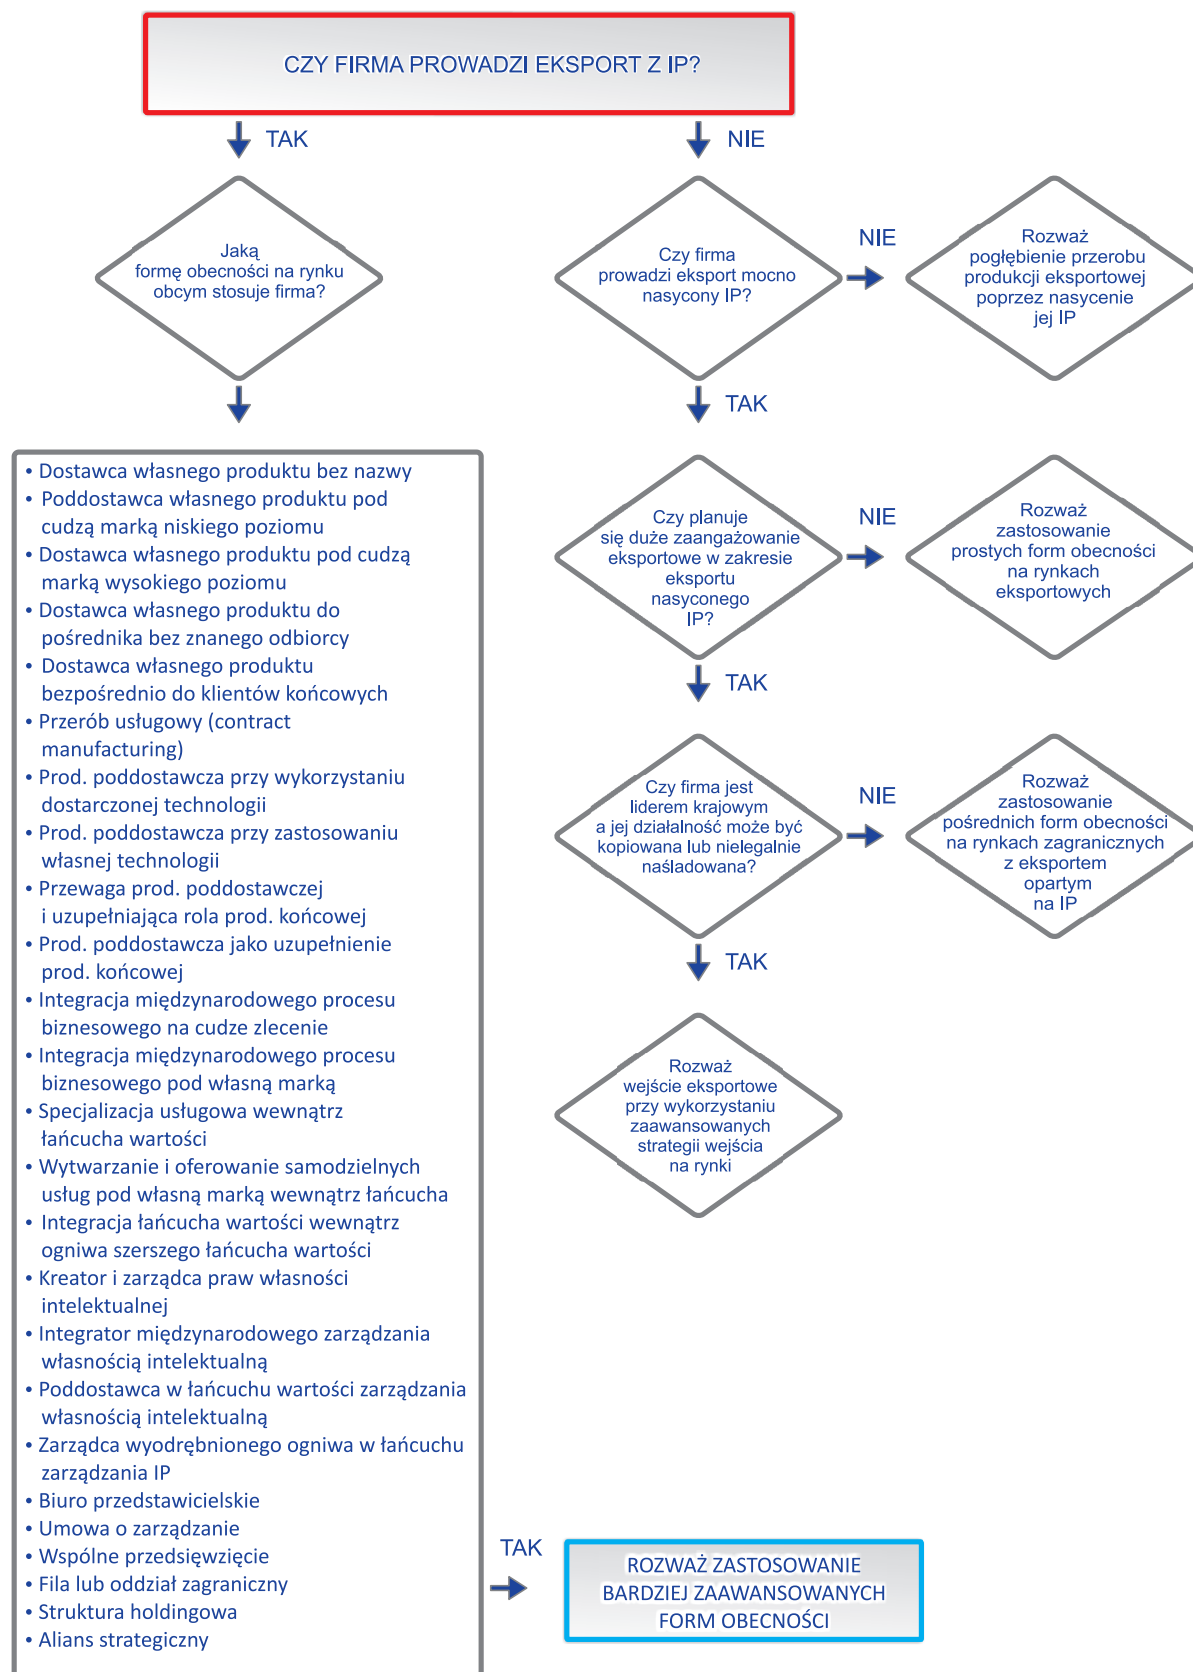 CZY FIRMA PROWADZI EKSPORT Z IP?
TAK
NIE
Jaką
formę obecności na rynku
obcym stosuje firma?
Czy firma
prowadzi eksport mocno
nasycony IP?
NIE
Rozważ
pogłębienie przerobu
produkcji eksportowej
poprzez nasycenie
jej IP
TAK
• Dostawca własnego produktu bez nazwy
• Poddostawca własnego produktu pod
cudzą marką niskiego poziomu
• Dostawca własnego produktu pod cudzą
marką wysokiego poziomu
• Dostawca własnego produktu do
pośrednika bez znanego odbiorcy
• Dostawca własnego produktu
bezpośrednio do klientów końcowych
• Przerób usługowy (contract
manufacturing)
• Prod. poddostawcza przy wykorzystaniu
dostarczonej technologii
• Prod. poddostawcza przy zastosowaniu
własnej technologii
• Przewaga prod. poddostawczej
i uzupełniająca rola prod. końcowej
• Prod. poddostawcza jako uzupełnienie
prod. końcowej
• Integracja międzynarodowego procesu
biznesowego na cudze zlecenie
• Integracja międzynarodowego procesu
biznesowego pod własną marką
• Specjalizacja usługowa wewnątrz
łańcucha wartości
• Wytwarzanie i oferowanie samodzielnych
usług pod własną marką wewnątrz łańcucha
• Integracja łańcucha wartości wewnątrz
ogniwa szerszego łańcucha wartości
• Kreator i zarządca praw własności
intelektualnej
• Integrator międzynarodowego zarządzania
własnością intelektualną
• Poddostawca w łańcuchu wartości zarządzania
własnością intelektualną
• Zarządca wyodrębnionego ogniwa w łańcuchu
zarządzania IP
• Biuro przedstawicielskie
• Umowa o zarządzanie
• Wspólne przedsięwzięcie
• Fila lub oddział zagraniczny
• Struktura holdingowa
• Alians strategiczny
Czy planuje
się duże zaangażowanie
eksportowe w zakresie
eksportu
nasyconego
IP?
NIE
Rozważ
zastosowanie
prostych form obecności
na rynkach
eksportowych
TAK
Czy firma jest
liderem krajowym
a jej działalność może być
kopiowana lub nielegalnie
naśladowana?
NIE
Rozważ
zastosowanie
pośrednich form obecności
na rynkach zagranicznych
z eksportem
opartym
na IP
TAK
Rozważ
wejście eksportowe
przy wykorzystaniu
zaawansowanych
strategii wejścia
na rynki
TAK
ROZWAŻ ZASTOSOWANIE
BARDZIEJ ZAAWANSOWANYCH
FORM OBECNOŚCI